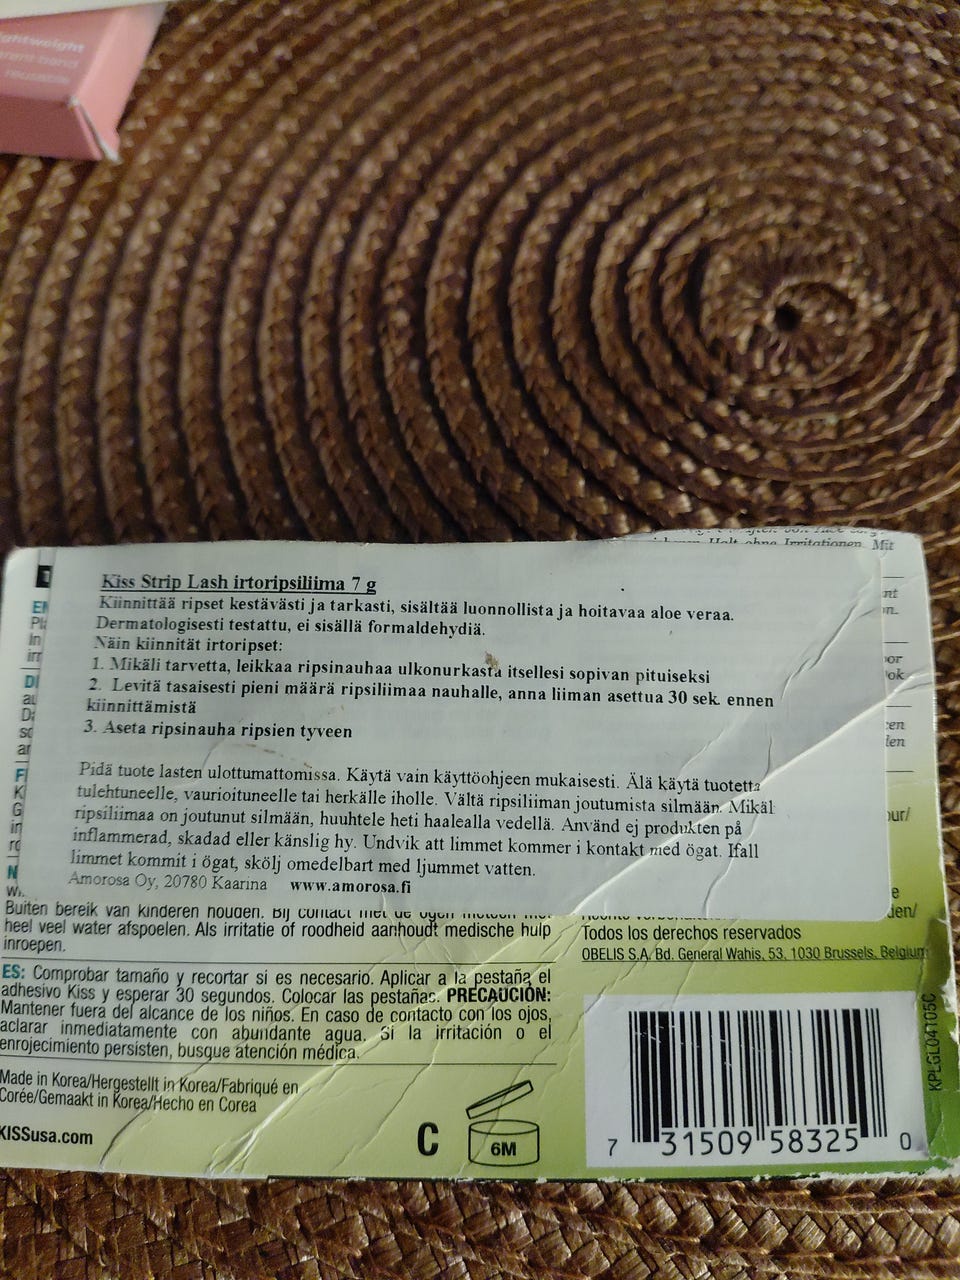 lightweight
reusable
Halt ohne Irritationen. Mit
Kiss Strip Lash irtoripsiliima 7 g
Kiinnittää ripset kestävästi ja tarkasti, sisältää luonnollista ja hoitavaa aloe veraa.
Dermatologisesti testattu, ei sisällä formaldehydiä.
Näin kiinnität irtoripset:
1. Mikäli tarvetta, leikkaa ripsinauhaa ulkonurkasta itsellesi sopivan pituiseksi
2. Levitä tasaisesti pieni määrä ripsiliimaa nauhalle, anna liiman asettua 30 sek. ennen
kiinnittämistä
3. Aseta ripsinauha ripsien tyveen
Pidä tuote lasten ulottumattomissa. Käytä vain käyttöohjeen mukaisesti. Älä käytä tuotetta
tulehtuneelle, vaurioituneelle tai herkälle iholle. Vältä ripsiliiman joutumista silmään. Mikäl
ripsiliimaa on joutunut silmään, huuhtele heti haalealla vedellä. Använd ej produkten på
inflammerad, skadad eller känslig hy. Undvik att limmet kommer i kontakt med ögat. Ifall
limmet kommit i ögat, skölj omedelbart med ljummet vatten.
Amorosa Oy, 20780 Kaarina www.amorosa.fi
Buiten bereik van kinderen houden. Bij contact met de ogen meteen met
heel veel water afspoelen. Als irritatie of roodheid aanhoudt medische hulp
inroepen.
ES: Comprobar tamaño y recortar si es necesario. Aplicar a la pestaña el
adhesivo Kiss y esperar 30 segundos. Colocar las pestañas. PRECAUCIÓN:
Mantener fuera del alcance de los niños. En caso de contacto con los ojos,
aclarar inmediatamente con abundante agua. Si la irritación o el
enrojecimiento persisten, busque atención médica.
Made in Korea/Hergestellt in Korea/Fabriqué en
Corée/Gemaakt in Korea/Hecho en Corea
KISSusa.com
C
6M
Todos los derechos reservados
OBELIS S.A. Bd. General Wahis, 53, 1030 Brussels, Belgium
KPLGL04T05C
7 31509 58325 0